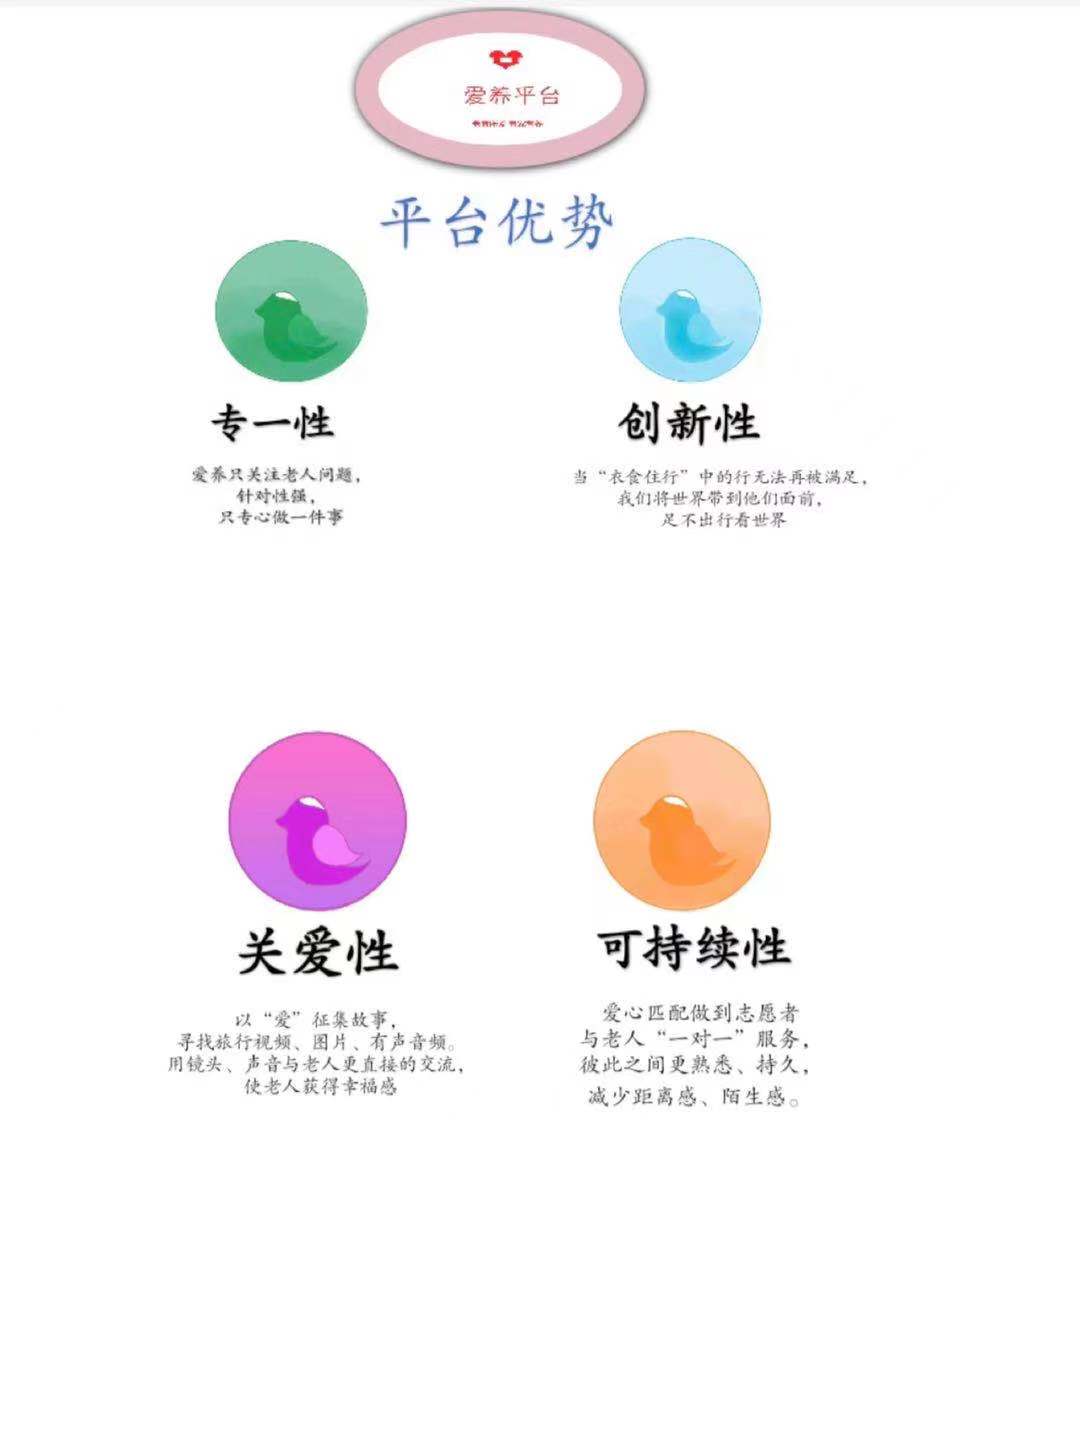 爱养平台
平台优势
专一性
爱养只关注老人问题，
针对性强，
只专心做一件事
创新性
当“衣食住行”中的行无法再被满足，
我们将世界带到他们面前，
足不出行看世界
关爱性
以“爱”征集故事，
寻找旅行视频、图片、有声音频。
用镜头、声音与老人更直接的交流，
使老人获得幸福感
可持续性
爱心匹配做到志愿者
与老人“一对一”服务，
彼此之间更熟悉、持久，
减少距离感、陌生感。